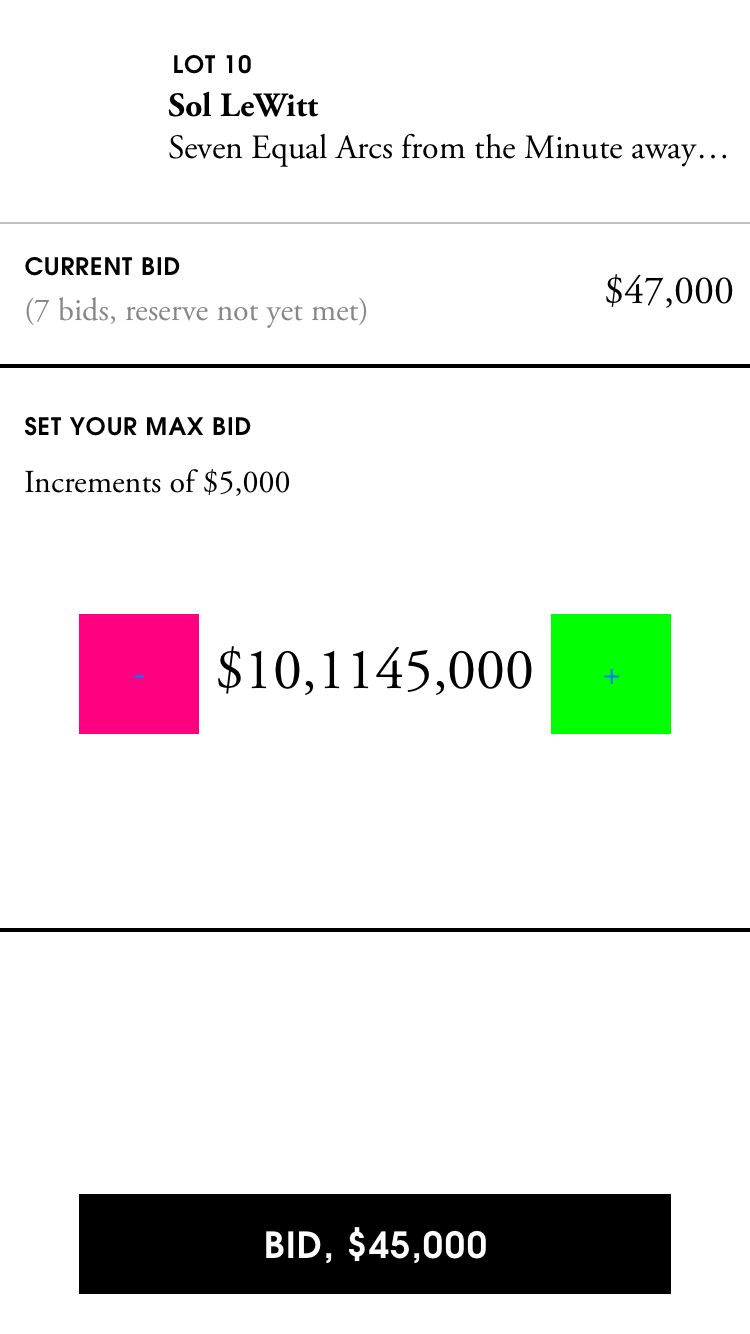 LOT 10
Sol LeWitt
Seven Equal Arcs from the Minute away…
CURRENT BID
(7 bids, reserve not yet met)
$47,000
SET YOUR MAX BID
Increments of $5,000
- $10,1145,000 +
BID, $45,000